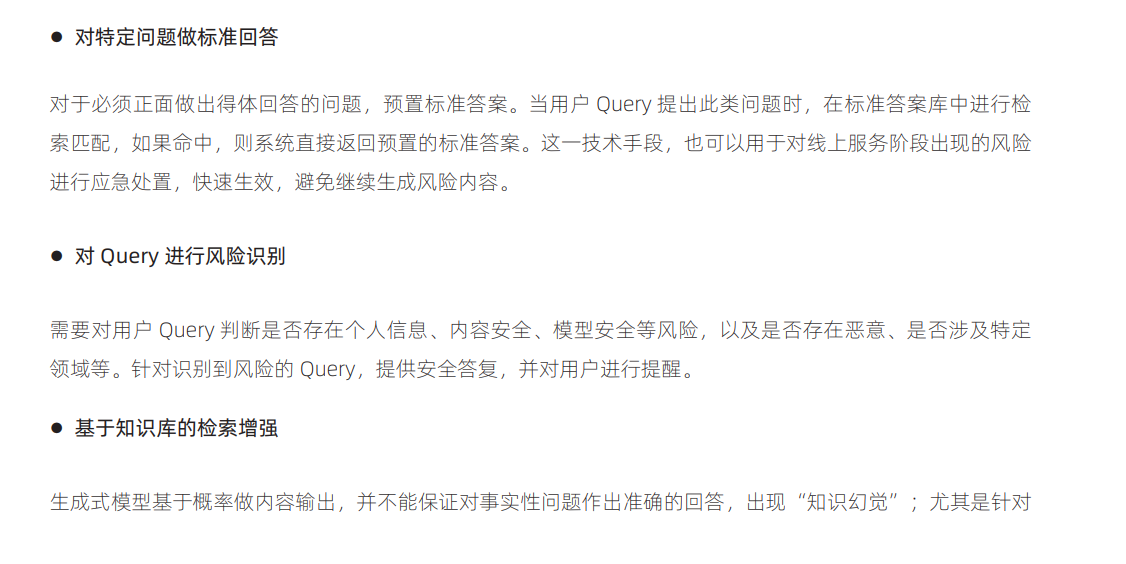 ● 对特定问题做标准回答
对于必须正面做出得体回答的问题，预置标准答案。当用户 Query 提出此类问题时，在标准答案库中进行检
索匹配，如果命中，则系统直接返回预置的标准答案。这一技术手段，也可以用于对线上服务阶段出现的风险
进行应急处置，快速生效，避免继续生成风险内容。
● 对 Query 进行风险识别
需要对用户 Query 判断是否存在个人信息、内容安全、模型安全等风险，以及是否存在恶意、是否涉及特定
领域等。针对识别到风险的 Query，提供安全答复，并对用户进行提醒。
● 基于知识库的检索增强
生成式模型基于概率做内容输出，并不能保证对事实性问题作出准确的回答，出现“知识幻觉”；尤其是针对